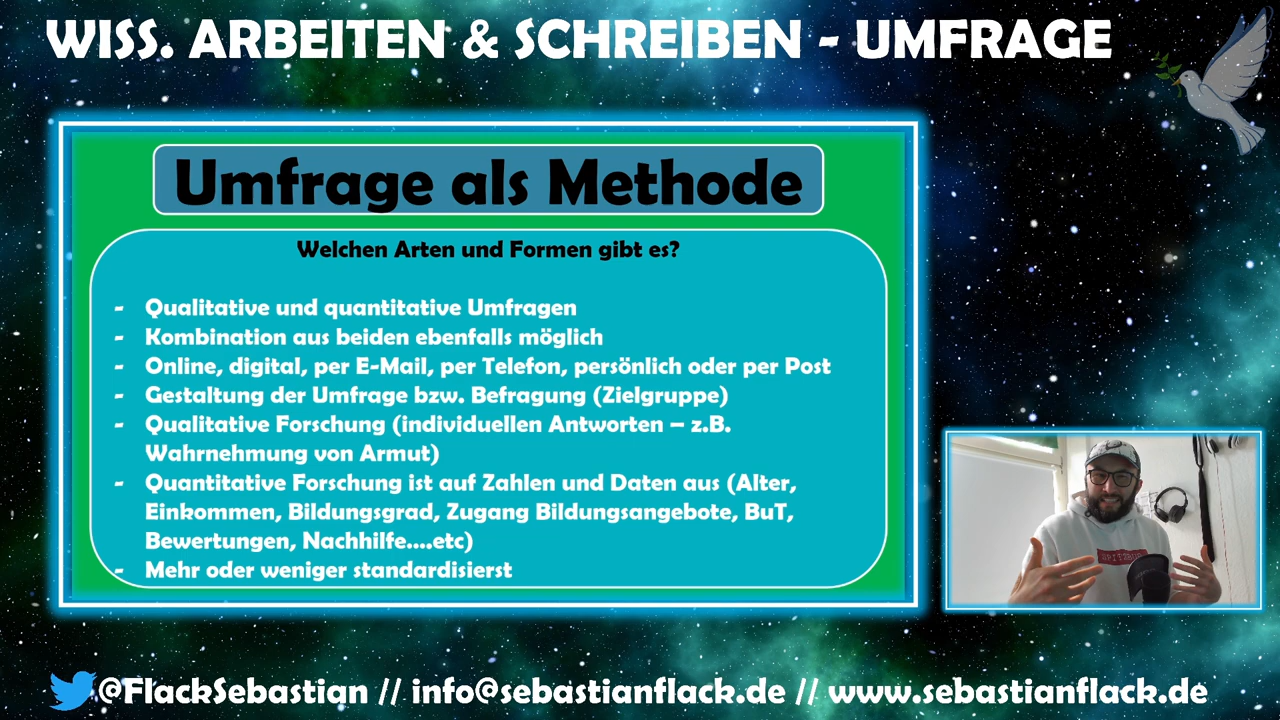 WISS. ARBEITEN & SCHREIBEN - UMFRAGE
Umfrage als Methode
Welchen Arten und Formen gibt es?
- Qualitative und quantitative Umfragen
- Kombination aus beiden ebenfalls möglich
- Online, digital, per E-Mail, per Telefon, persönlich oder per Post
- Gestaltung der Umfrage bzw. Befragung (Zielgruppe)
- Qualitative Forschung (individuellen Antworten – z.B.
Wahrnehmung von Armut)
- Quantitative Forschung ist auf Zahlen und Daten aus (Alter,
Einkommen, Bildungsgrad, Zugang Bildungsangebote, BuT,
Bewertungen, Nachhilfe....etc)
- Mehr oder weniger standardisierst
@FlackSebastian // info@sebastianflack.de // www.sebastianflack.de